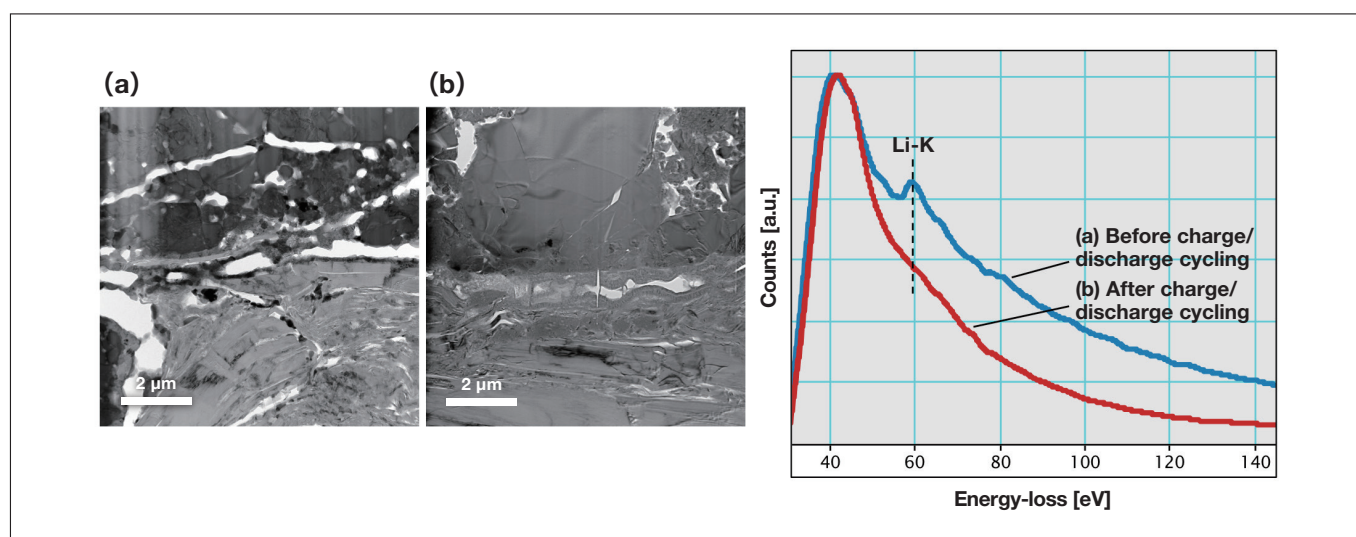 (a)
(b)
2 µm
2 µm
Counts [a.u.]
Li-K
(a) Before charge/
discharge cycling
(b) After charge/
discharge cycling
40
60
80
100
120
140
Energy-loss [eV]